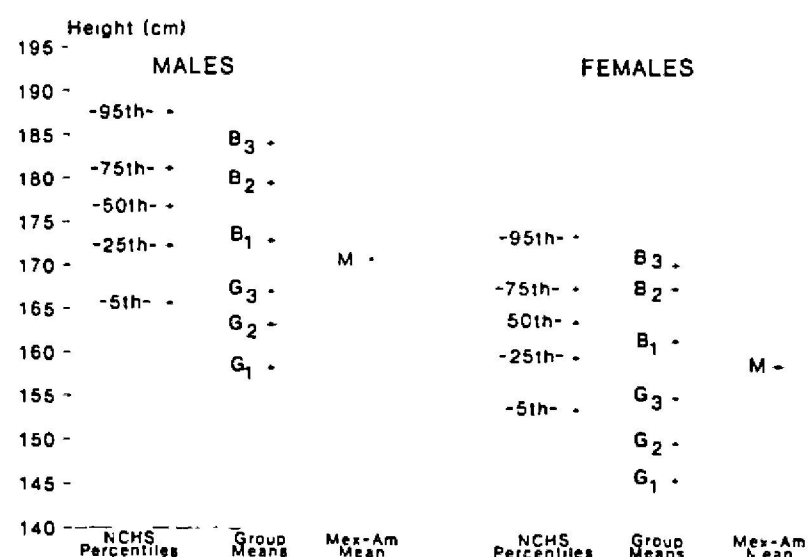 Height (cm)
195 -
MALES
FEMALES
190 -
-95th-
185 -
B3
-75th-
180 -
B2
-50th-
175 -
B1
-95th-
-25th-
170 -
M
B3
G3
-75th-
B2
-5th-
165 -
G2
50th-
160 -
B1
-25th-
G1
M
155 -
G3
-5th-
150 -
G2
145 -
G1
140
NCHS Group Mex-Am NCHS Group Mex-Am
Percentiles Means Mean Percentiles Means Mean